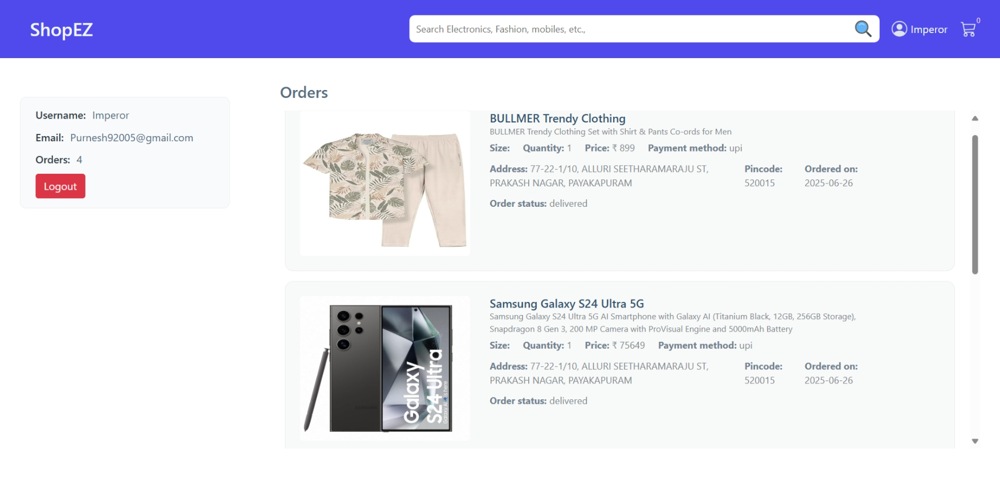 ShopEZ
Search Electronics, Fashion, mobiles, etc.,
Imperor
0
Username: Imperor
Email: Purnesh92005@gmail.com
Orders: 4
Logout
Orders
BULLMER Trendy Clothing
BULLMER Trendy Clothing Set with Shirt & Pants Co-ords for Men
Size: Quantity: 1 Price: ₹ 899 Payment method: upi
Address: 77-22-1/10, ALLURI SEETHARAMARAJU ST,
PRAKASH NAGAR, PAYAKAPURAM
Pincode:
520015
Ordered on:
2025-06-26
Order status: delivered
Galaxy
S24 Ultra
Galaxy AI is here
SAMSUNG
Samsung Galaxy S24 Ultra 5G
Samsung Galaxy S24 Ultra 5G AI Smartphone with Galaxy AI (Titanium Black, 12GB, 256GB Storage),
Snapdragon 8 Gen 3, 200 MP Camera with ProVisual Engine and 5000mAh Battery
Size: Quantity: 1 Price: ₹ 75649 Payment method: upi
Address: 77-22-1/10, ALLURI SEETHARAMARAJU ST,
PRAKASH NAGAR, PAYAKAPURAM
Pincode:
520015
Ordered on:
2025-06-26
Order status: delivered